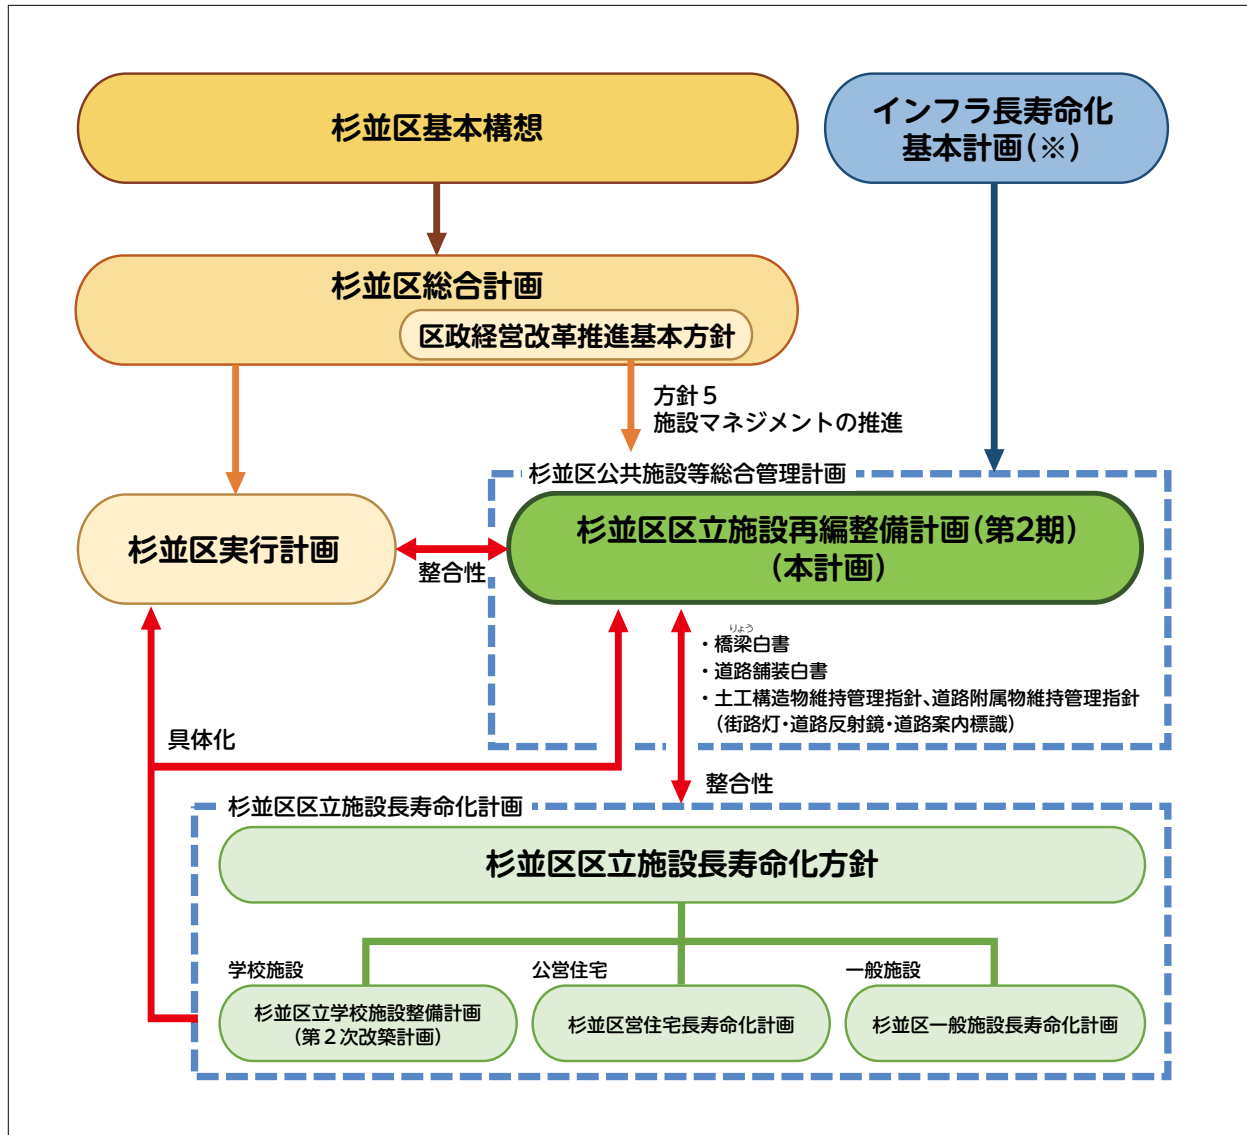 杉並区基本構想
インフラ長寿命化
基本計画(※)
杉並区総合計画
区政経営改革推進基本方針
方針5
施設マネジメントの推進
杉並区公共施設等総合管理計画
杉並区実行計画
整合性
杉並区区立施設再編整備計画(第2期)
(本計画)
りょう
・橋梁白書
・道路舗装白書
・土工構造物維持管理指針、道路附属物維持管理指針
(街路灯・道路反射鏡・道路案内標識)
具体化
整合性
杉並区区立施設長寿命化計画
杉並区区立施設長寿命化方針
学校施設
公営住宅
一般施設
杉並区立学校施設整備計画
(第2次改築計画)
杉並区営住宅長寿命化計画
杉並区一般施設長寿命化計画